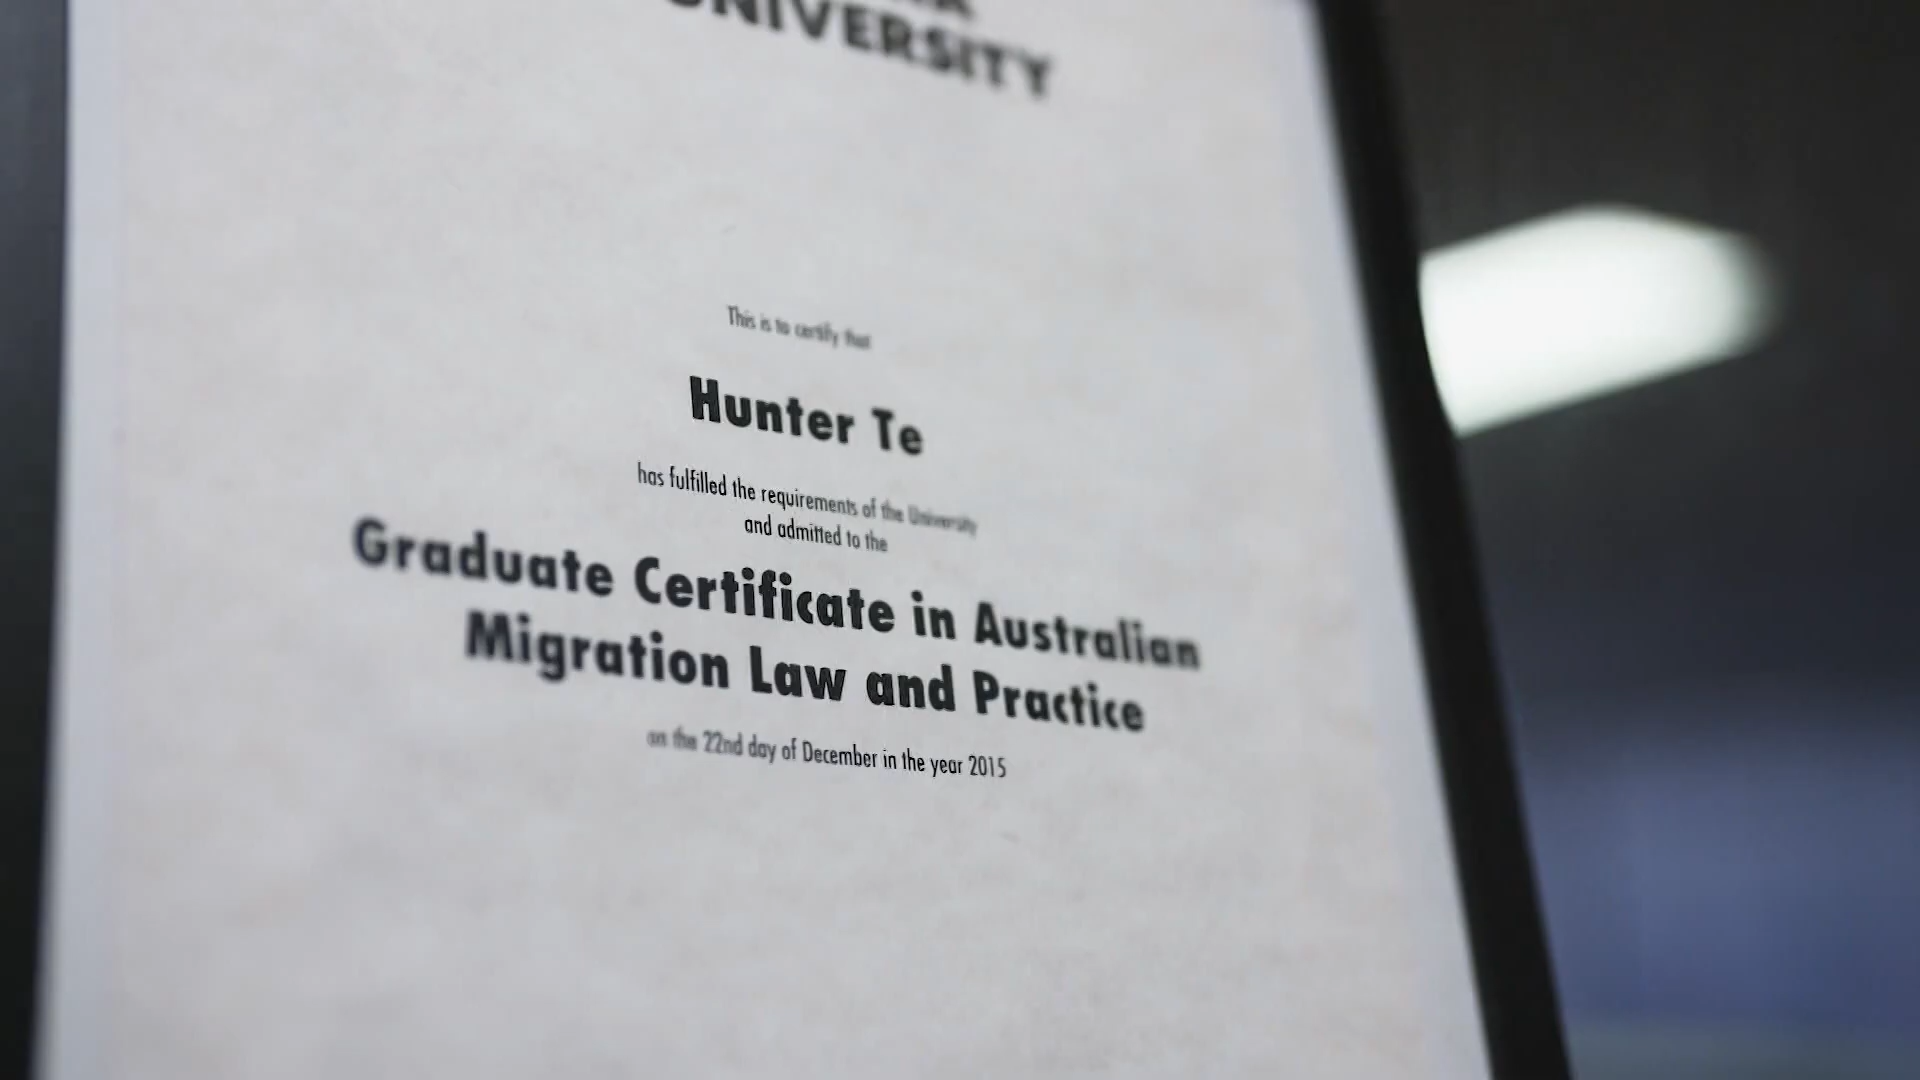 UNIVERSITY
This is to certify that
Hunter Te
has fulfilled the requirements of the University
and admitted to the
Graduate Certificate in Australian
Migration Law and Practice
on the 22nd day of December in the year 2015